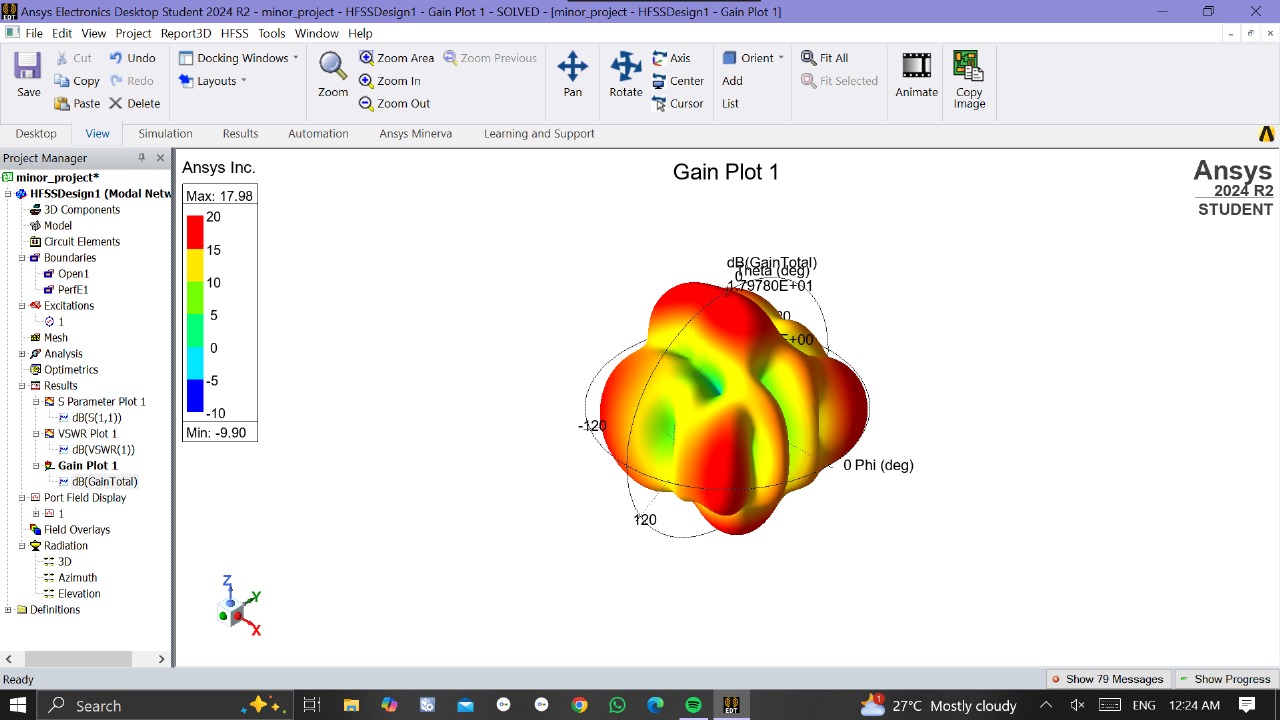 Ansys Electronics Desktop Student 2024 R2 - minor_project - HFSSDesign1 - Gain Plot 1 - SOLVED - [minor_project - HFSSDesign1 - Gain Plot 1]
File Edit View Project Report3D HFSS Tools Window Help
Save
Cut
Copy
Paste
Undo
Redo
Delete
Docking Windows
Layouts
Zoom
Zoom Area
Zoom In
Zoom Out
Zoom Previous
Pan
Rotate
Axis
Center
Cursor
Orient
Add
List
Fit All
Fit Selected
Animate
Copy
Image
Desktop View Simulation Results Automation Ansys Minerva Learning and Support
Project Manager
minor_project*
HFSSDesign1 (Modal Netw
3D Components
Model
Circuit Elements
Boundaries
Open1
PerfE1
Excitations
1
Mesh
Analysis
Optimetrics
Results
S Parameter Plot 1
dB(S(1,1))
VSWR Plot 1
dB(VSWR(1))
Gain Plot 1
dB(GainTotal)
Port Field Display
1
Field Overlays
Radiation
3D
Azimuth
Elevation
Definitions
Ansys Inc.
Max: 17.98
20
15
10
5
0
-5
-10
Min: -9.90
Gain Plot 1
Ansys
2024 R2
STUDENT
dB(GainTotal)
Theta (deg)
0
1.79780E+01
20
E+00
-120
0 Phi (deg)
120
Z
Y
X
Ready
Show 79 Messages
Show Progress
Search
EDT
1
27°C Mostly cloudy
ENG
12:24 AM